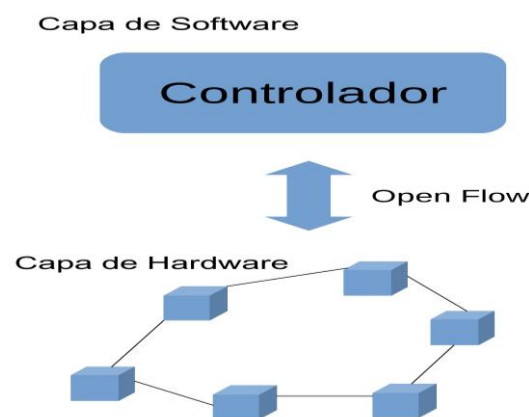 Capa de Software
Controlador
Open Flow
Capa de Hardware